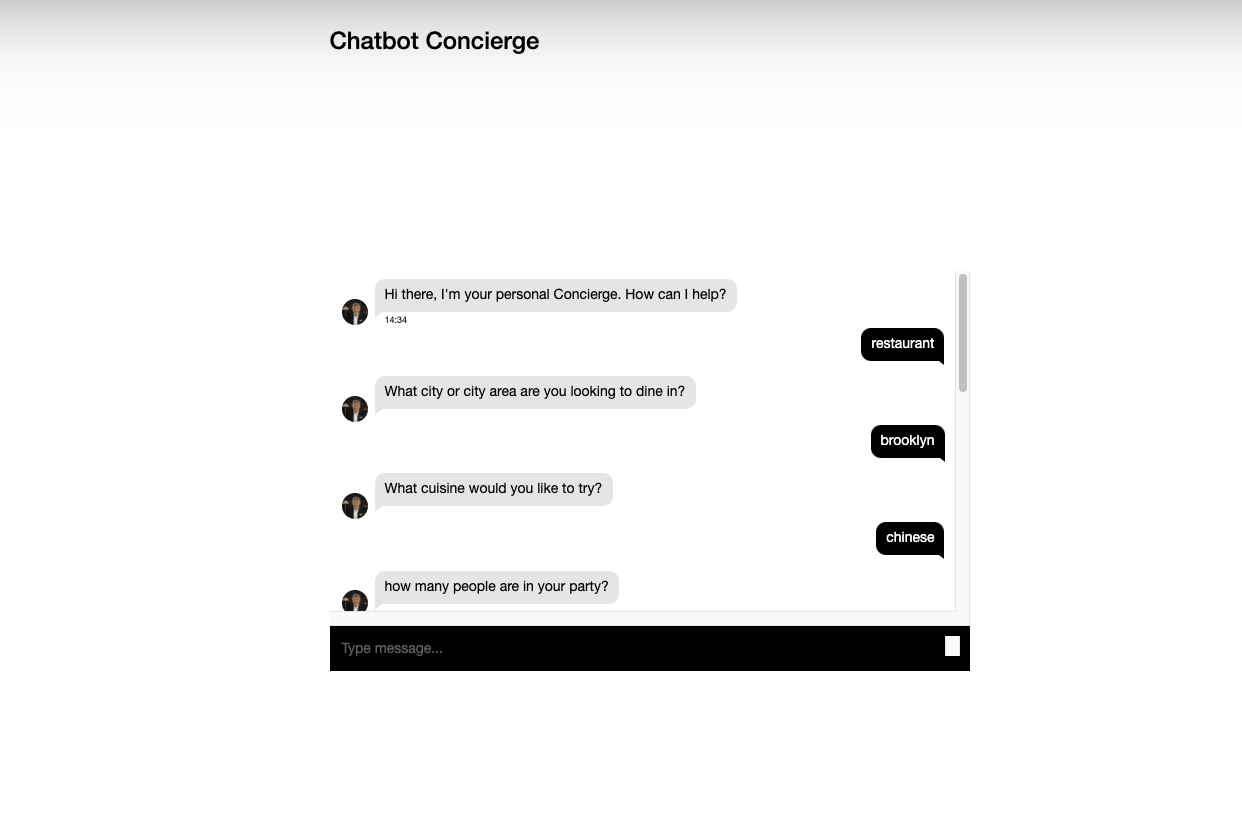 Chatbot Concierge
Hi there, I'm your personal Concierge. How can I help?
14:34
restaurant
What city or city area are you looking to dine in?
brooklyn
What cuisine would you like to try?
chinese
how many people are in your party?
Type message...